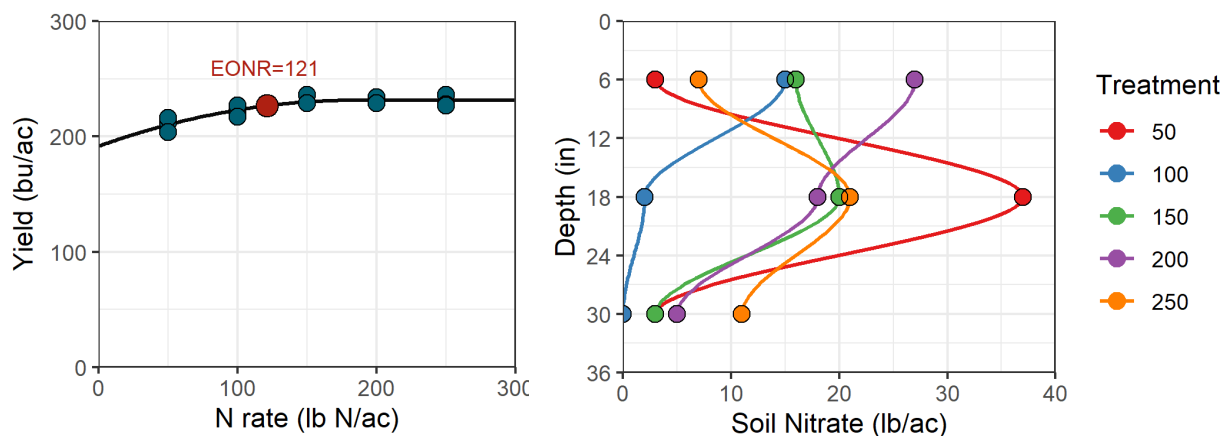 300
200
100
0
Yield (bu/ac)
EONR=121
0 100 200 300
N rate (lb N/ac)
0
6
12
18
24
30
36
Depth (in)
0 10 20 30 40
Soil Nitrate (lb/ac)
Treatment
50
100
150
200
250